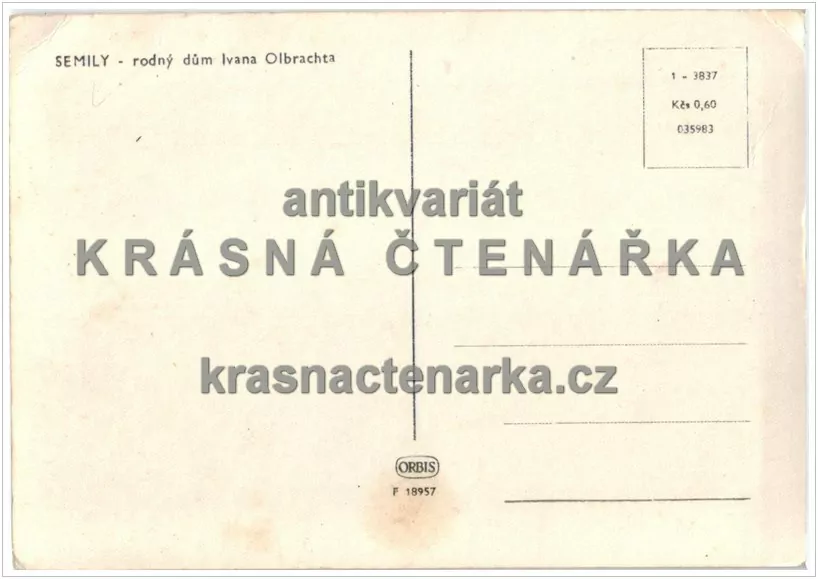 SEMILY - rodný dům Ivana Olbrachta
1 - 3837
Kčs 0,60
035983
antikvariát
KRÁSNÁ ČTENÁŘKA
krasnactenarka.cz
ORBIS
F 18957